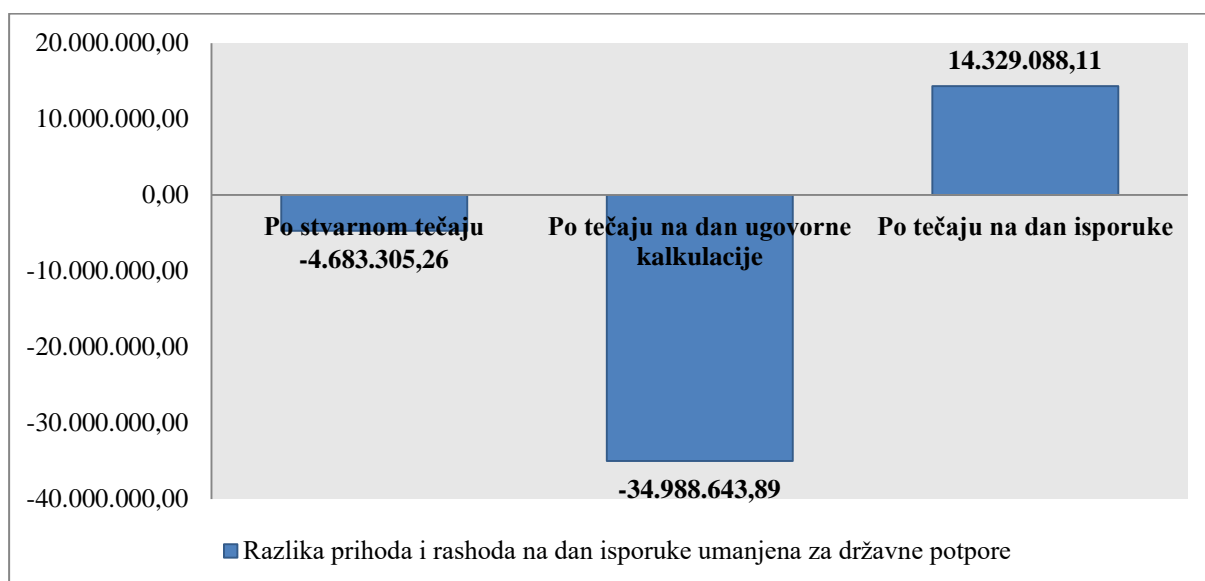 20.000.000,00
14.329.088,11
10.000.000,00
0,00
Po stvarnom tečaju
Po tečaju na dan ugovorne
kalkulacije
Po tečaju na dan isporuke
-4.683.305,26
-10.000.000,00
-20.000.000,00
-30.000.000,00
-34.988.643,89
-40.000.000,00
Razlika prihoda i rashoda na dan isporuke umanjena za državne potpore